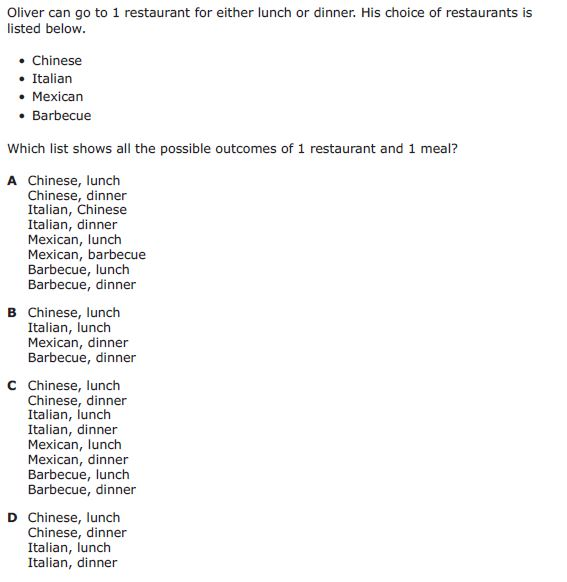 Oliver can go to 1 restaurant for either lunch or dinner. His choice of restaurants is
listed below.
• Chinese
• Italian
• Mexican
• Barbecue
Which list shows all the possible outcomes of 1 restaurant and 1 meal?
A Chinese, lunch
Chinese, dinner
Italian, Chinese
Italian, dinner
Mexican, lunch
Mexican, barbecue
Barbecue, lunch
Barbecue, dinner
B Chinese, lunch
Italian, lunch
Mexican, dinner
Barbecue, dinner
C Chinese, lunch
Chinese, dinner
Italian, lunch
Italian, dinner
Mexican, lunch
Mexican, dinner
Barbecue, lunch
Barbecue, dinner
D Chinese, lunch
Chinese, dinner
Italian, lunch
Italian, dinner